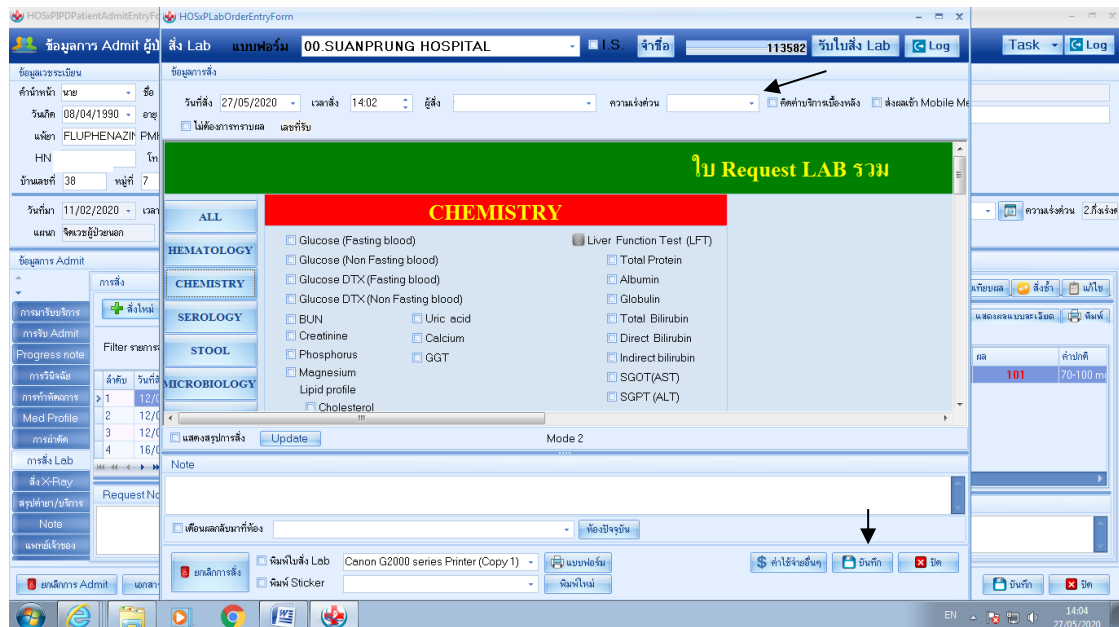 HOSxPIPDPatientAdmitEntryFo
HOSxPLabOrderEntryForm
ข้อมูลการ Admit ผู้ป่
สั่ง Lab
แบบฟอร์ม
00.SUANPRUNG HOSPITAL
I.S.
จำชื่อ
113582
รับใบสั่ง Lab
Log
Task
Log
ข้อมูลเวชระเบียน
คำนำหน้า นาย ชื่อ
วันเกิด 08/04/1990 อายุ
แพ้ยา FLUPHENAZIN PMH
HN
บ้านเลขที่ 38 หมู่ที่ 7
วันที่มา 11/02/2020 เวลา
แผนก จิตเวชผู้ป่วยนอก
ข้อมูลการสั่ง
วันที่สั่ง 27/05/2020 เวลาสั่ง 14:02 ผู้สั่ง ความเร่งด่วน คิดค่าบริการเบื้องหลัง ส่งผลเข้า Mobile Me
ไม่ต้องการทราบผล เลขที่รับ
ใบ Request LAB รวม
ALL
HEMATOLOGY
CHEMISTRY
SEROLOGY
STOOL
MICROBIOLOGY
CHEMISTRY
Glucose (Fasting blood)
Glucose (Non Fasting blood)
Glucose DTX (Fasting blood)
Glucose DTX (Non Fasting blood)
BUN
Uric acid
Creatinine
Calcium
Phosphorus
GGT
Magnesium
Lipid profile
Cholesterol
Liver Function Test (LFT)
Total Protein
Albumin
Globulin
Total Bilirubin
Direct Bilirubin
Indirect bilirubin
SGOT(AST)
SGPT (ALT)
แสดงสรุปการสั่ง
Update
Mode 2
Note
เตือนผลกลับมาที่ห้อง
ห้องปัจจุบัน
ยกเลิกการสั่ง
พิมพ์ใบสั่ง Lab
Canon G2000 series Printer (Copy 1)
แบบฟอร์ม
พิมพ์ Sticker
พิมพ์ใหม่
ค่าใช้จ่ายอื่นๆ
บันทึก
ปิด
ข้อมูลการ Admit
การสั่ง
สั่งใหม่
Filter รายการ
ลำดับ วันที่สั่
1 12/0
2 12/0
3 12/0
4 16/0
Request No
การมารับบริการ
การรับ Admit
Progress note
การวินิจฉัย
การทำหัตถการ
Med Profile
การผ่าตัด
การสั่ง Lab
สั่ง X-Ray
สรุปค่ายา/บริการ
Note
แพทย์เจ้าของ
ยกเลิกการ Admit
เอกสา
ความเร่งด่วน
สั่งซ้ำ
แก้ไข
แสดงผลแบบละเอียด
พิมพ์
ผล ค่าปกติ
101 70-100 m
บันทึก
ปิด
EN
14:04
27/05/2020